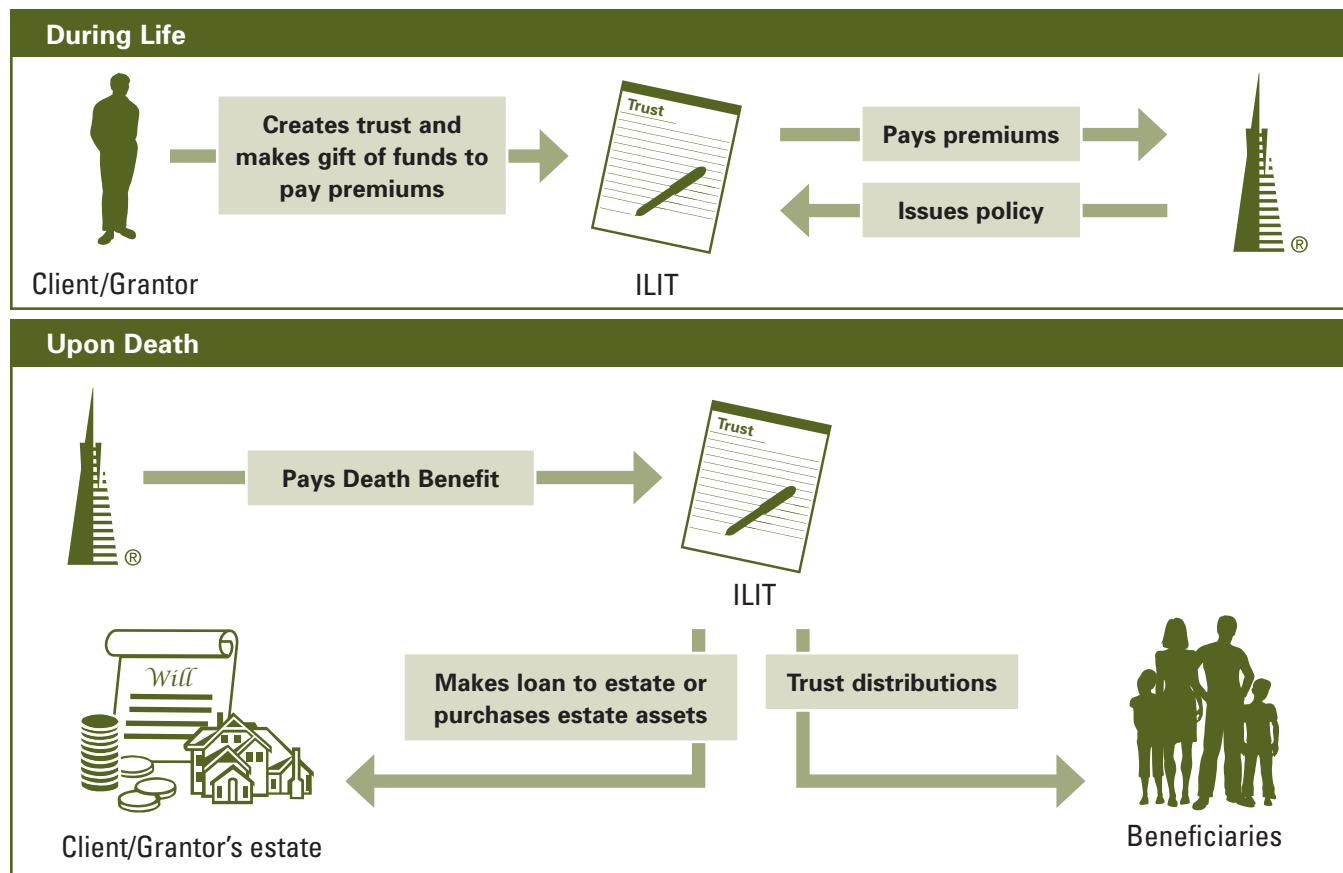 During Life
Creates trust and
makes gift of funds to
pay premiums
Trust
Pays premiums
Issues policy
®
Client/Grantor
ILIT
Upon Death
®
Pays Death Benefit
Trust
ILIT
Will
Makes loan to estate or
purchases estate assets
Trust distributions
Client/Grantor’s estate
Beneficiaries